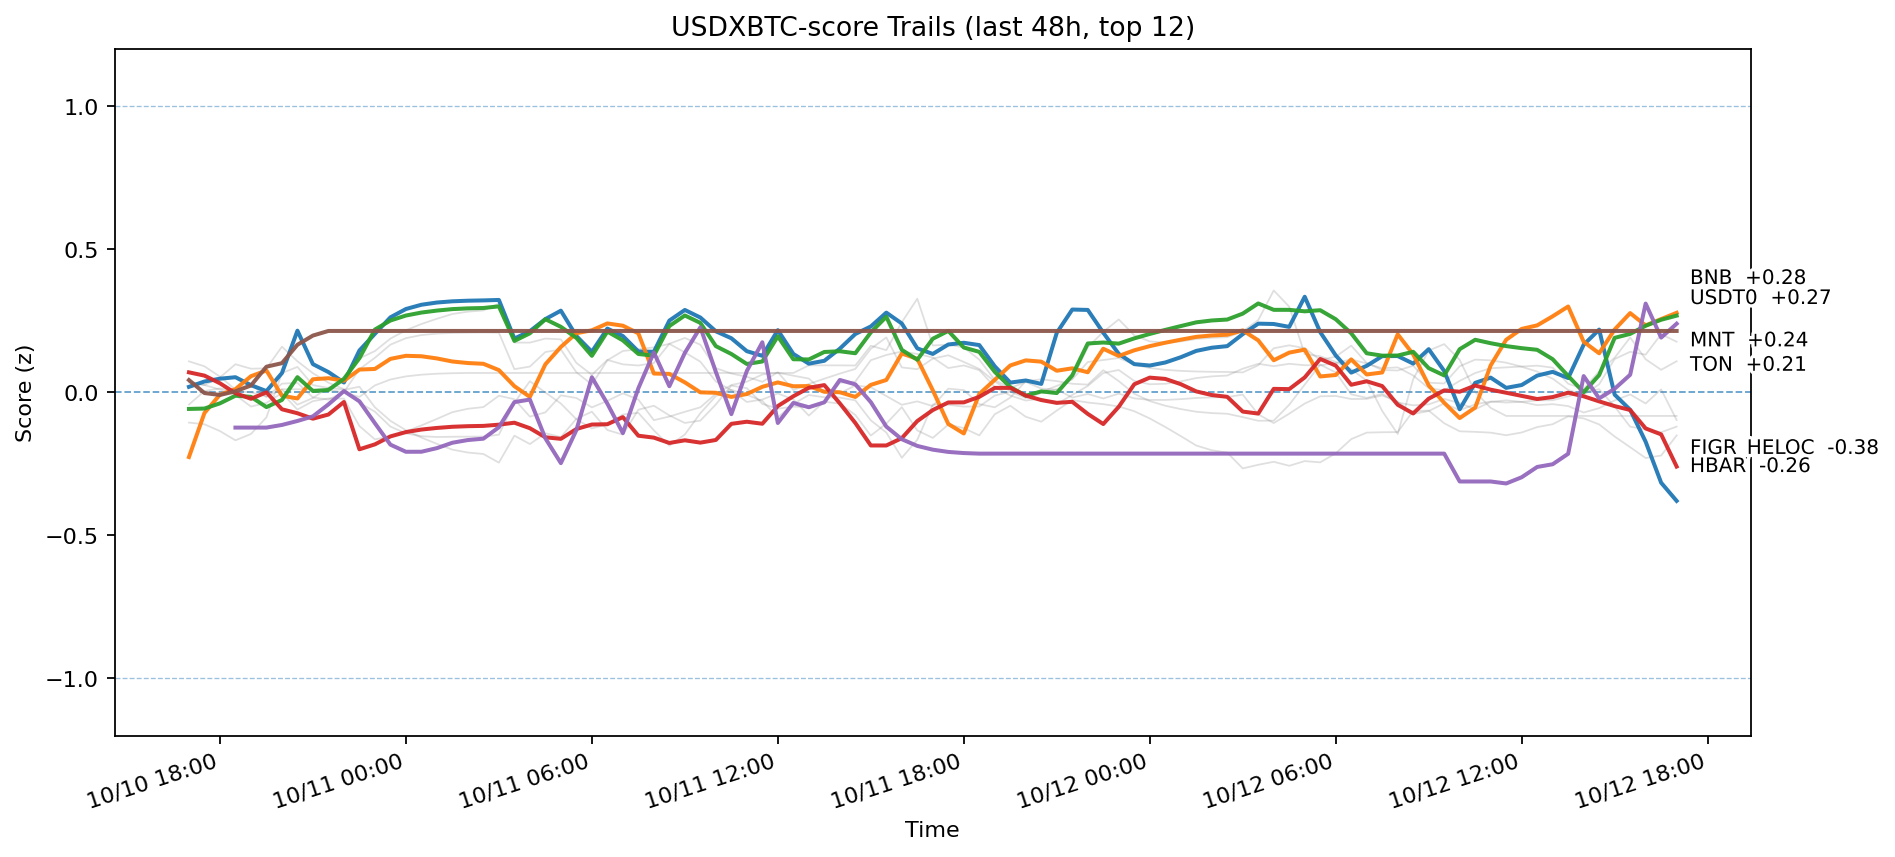 USDXBTC-score Trails (last 48h, top 12)
Score (z)
1.0
0.5
0.0
−0.5
−1.0
BNB +0.28
USDT0 +0.27
MNT +0.24
TON +0.21
FIGR_HELOC -0.38
HBAR -0.26
10/10 18:00
10/11 00:00
10/11 06:00
10/11 12:00
10/11 18:00
10/12 00:00
10/12 06:00
10/12 12:00
10/12 18:00
Time